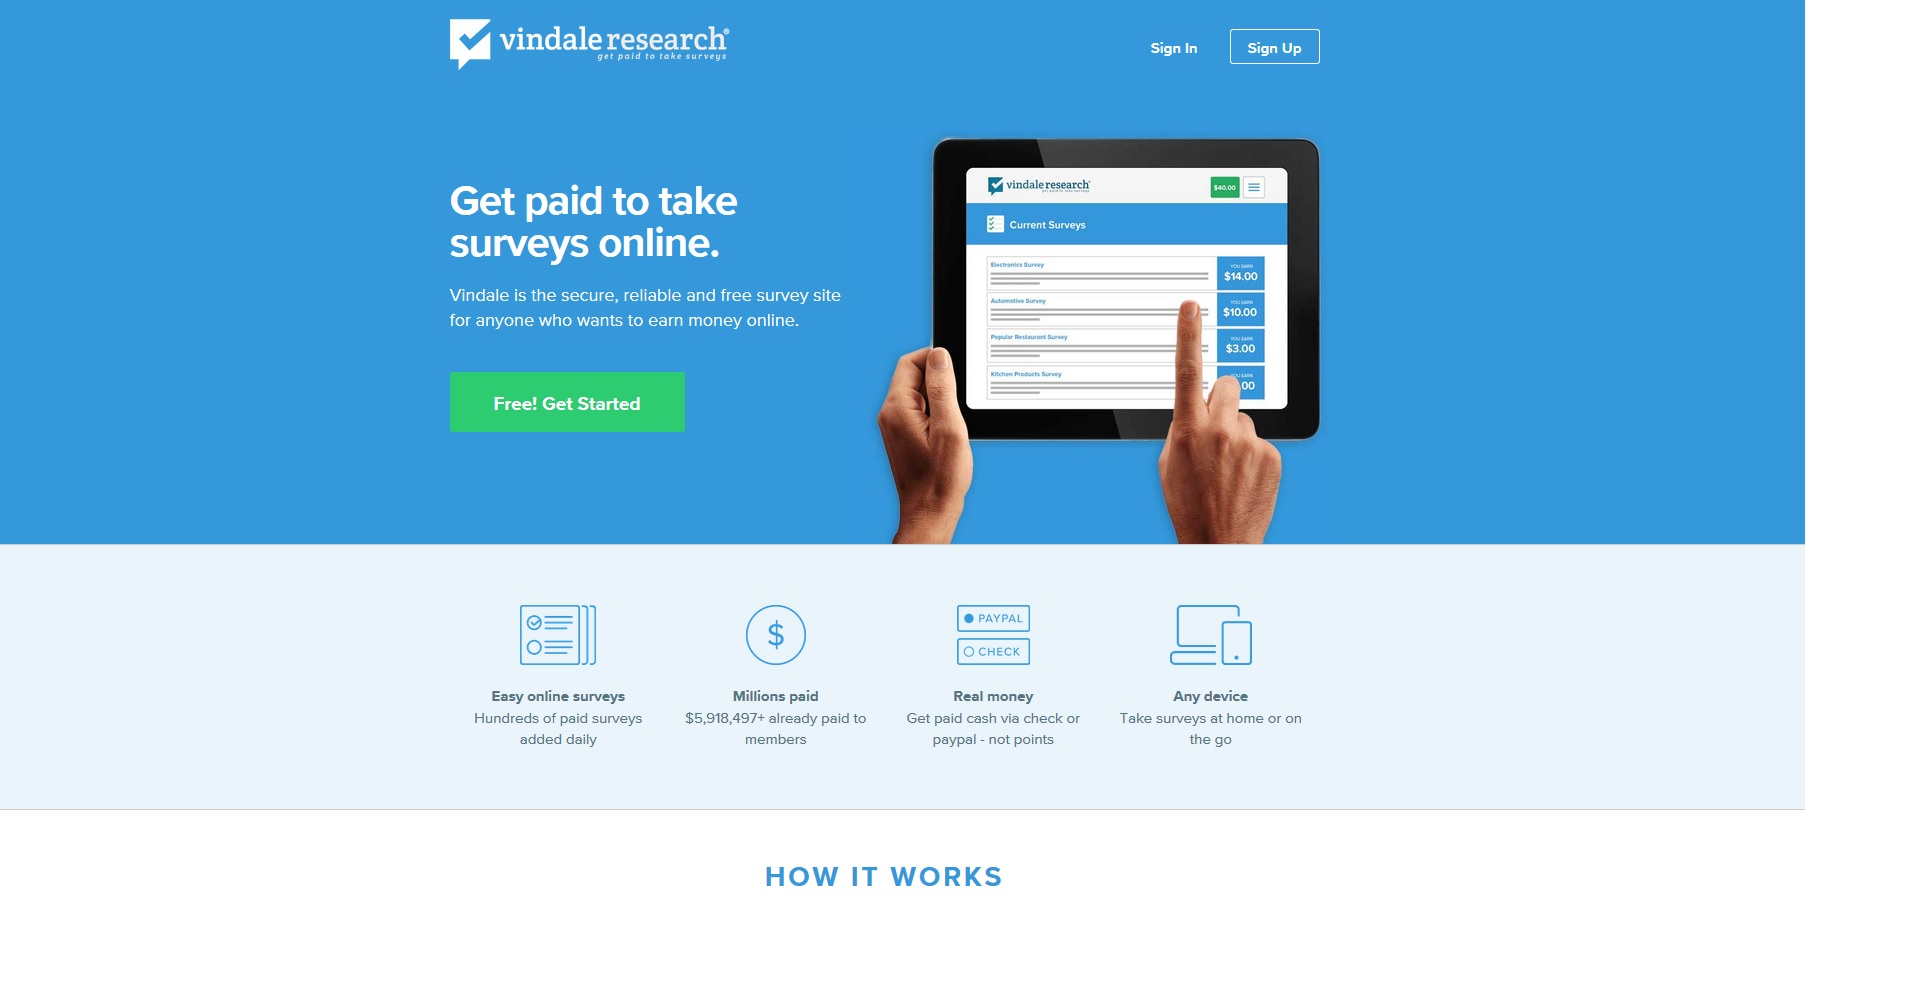 vindale research®
get paid to take surveys
Sign In
Sign Up
Get paid to take
surveys online.
Vindale is the secure, reliable and free survey site
for anyone who wants to earn money online.
Free! Get Started
vindale research
get paid to take surveys
$40.00
Current Surveys
Electronics Survey
YOU EARN
$14.00
Automotive Survey
YOU EARN
$10.00
Popular Restaurant Survey
YOU EARN
$3.00
Kitchen Products Survey
YOU EARN
.00
PAYPAL
CHECK
$
Easy online surveys
Hundreds of paid surveys
added daily
Millions paid
$5,918,497+ already paid to
members
Real money
Get paid cash via check or
paypal - not points
Any device
Take surveys at home or on
the go
HOW IT WORKS